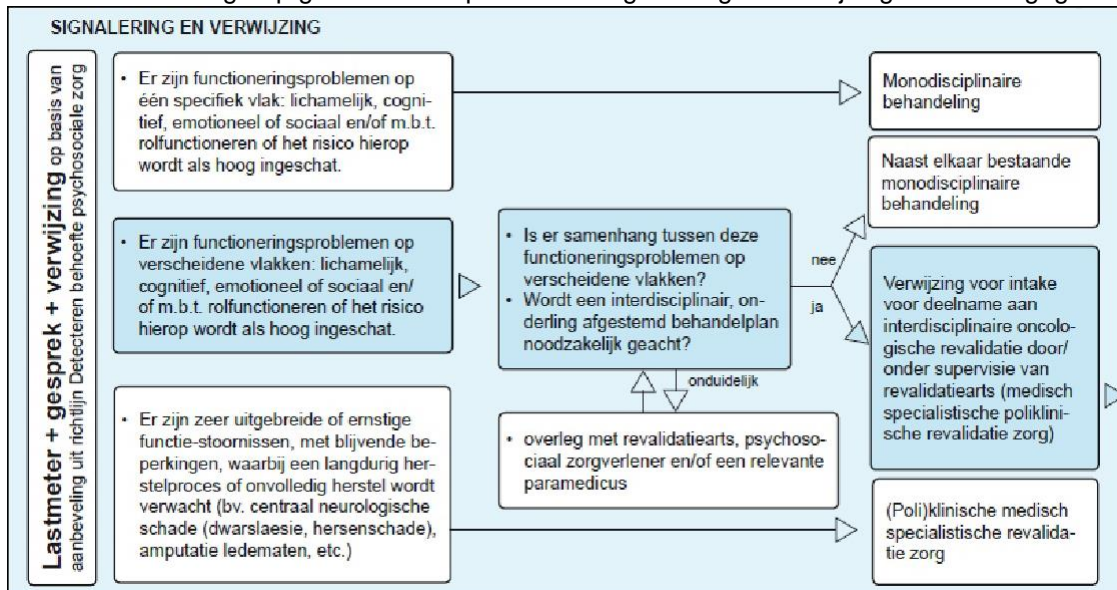 SIGNALERING EN VERWIJZING
Lastmeter + gesprek + verwijzing op basis van
aanbeveling uit richtlijn Detecteren behoefte psychosociale zorg
• Er zijn functioneringsproblemen op
één specifiek vlak: lichamelijk, cogni-
tief, emotioneel of sociaal en/of m.b.t.
rolfunctioneren of het risico hierop
wordt als hoog ingeschat.
Monodisciplinaire
behandeling
Naast elkaar bestaande
monodisciplinaire
behandeling
• Er zijn functioneringsproblemen op
verscheidene vlakken: lichamelijk,
cognitief, emotioneel of sociaal en/
of m.b.t. rolfunctioneren of het risico
hierop wordt als hoog ingeschat.
• Is er samenhang tussen deze
functioneringsproblemen op
verscheidene vlakken?
• Wordt een interdisciplinair, on-
derling afgestemd behandelplan
noodzakelijk geacht?
nee
ja
Verwijzing voor intake
voor deelname aan
interdisciplinaire oncolo-
gische revalidatie door/
onder supervisie van
revalidatiearts (medisch
specialistische poliklini-
sche revalidatie zorg)
onduidelijk
• overleg met revalidatiearts, psychoso-
ciaal zorgverlener en/of een relevante
paramedicus
• Er zijn zeer uitgebreide of ernstige
functie-stoornissen, met blijvende be-
perkingen, waarbij een langdurig her-
stelproces of onvolledig herstel wordt
verwacht (bv. centraal neurologische
schade (dwarslaesie, hersenschade),
amputatie ledematen, etc.)
(Poli)klinische medisch
specialistische revalida-
tie zorg